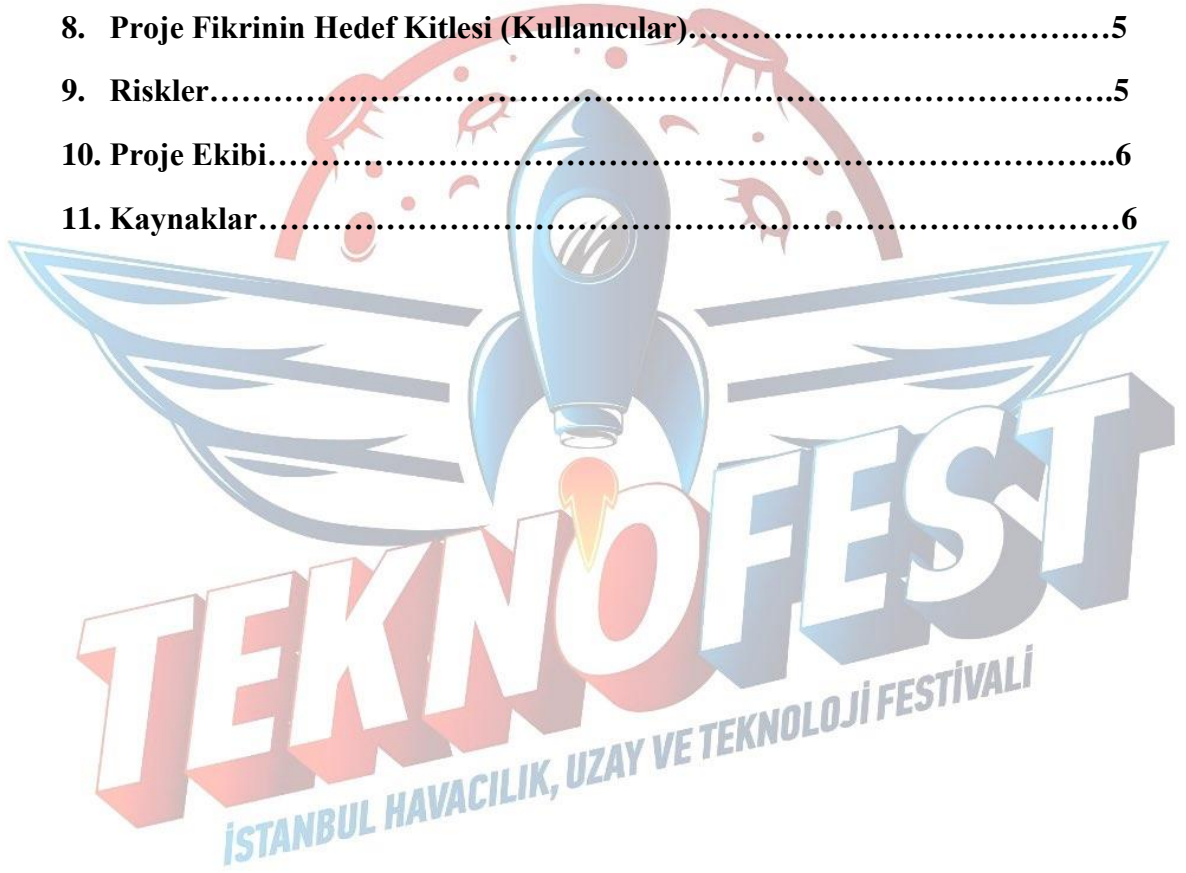 8. Proje Fikrinin Hedef Kitlesi (Kullanıcılar)……………………………….…5
9. Riskler…………………………………………………………………………….5
10. Proje Ekibi………………………………………………………………………..6
11. Kaynaklar…………………………………………………………………………6
TEKNOFEST
İSTANBUL HAVACILIK, UZAY VE TEKNOLOJİ FESTİVALİ